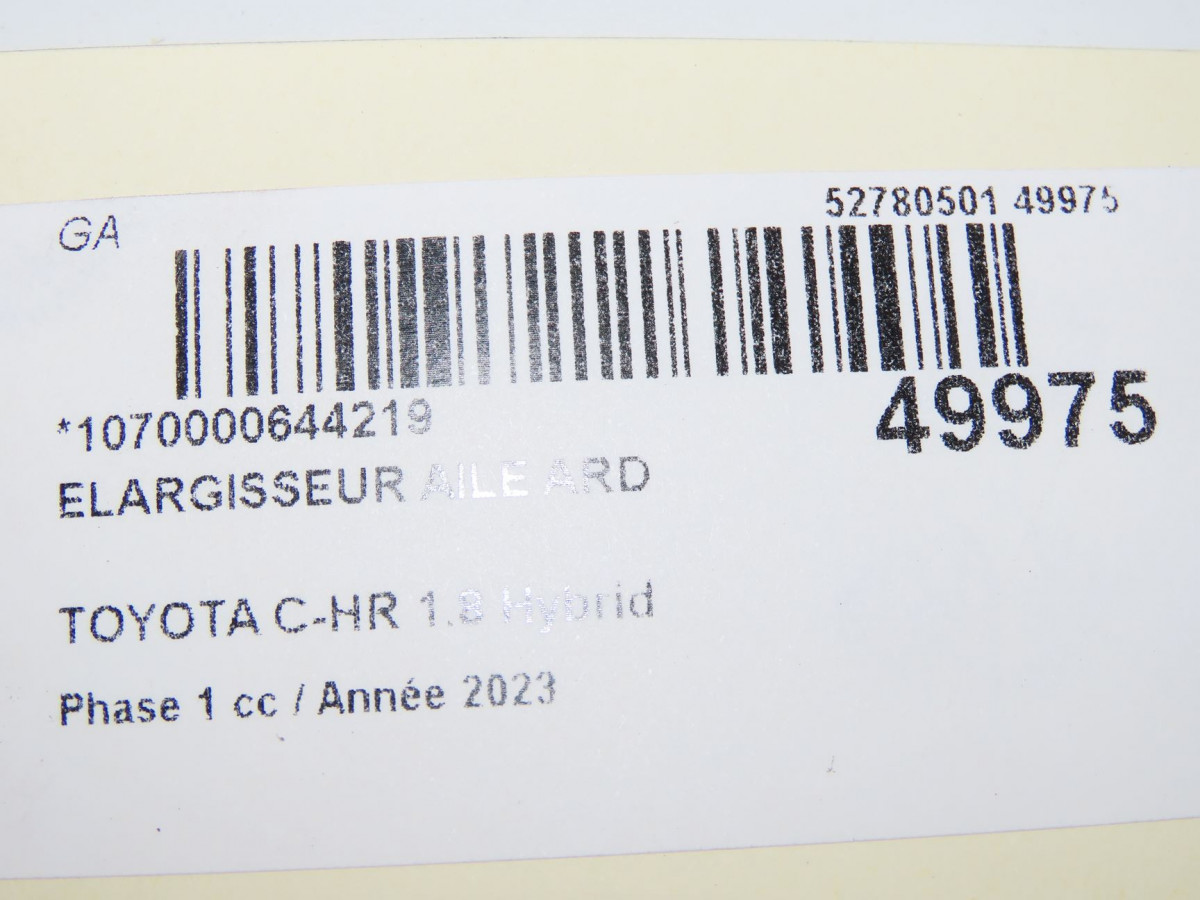 GA
52780501 49975
*1070000644219
49975
ELARGISSEUR AILE ARD
TOYOTA C-HR 1.8 Hybrid
Phase 1 cc / Année 2023